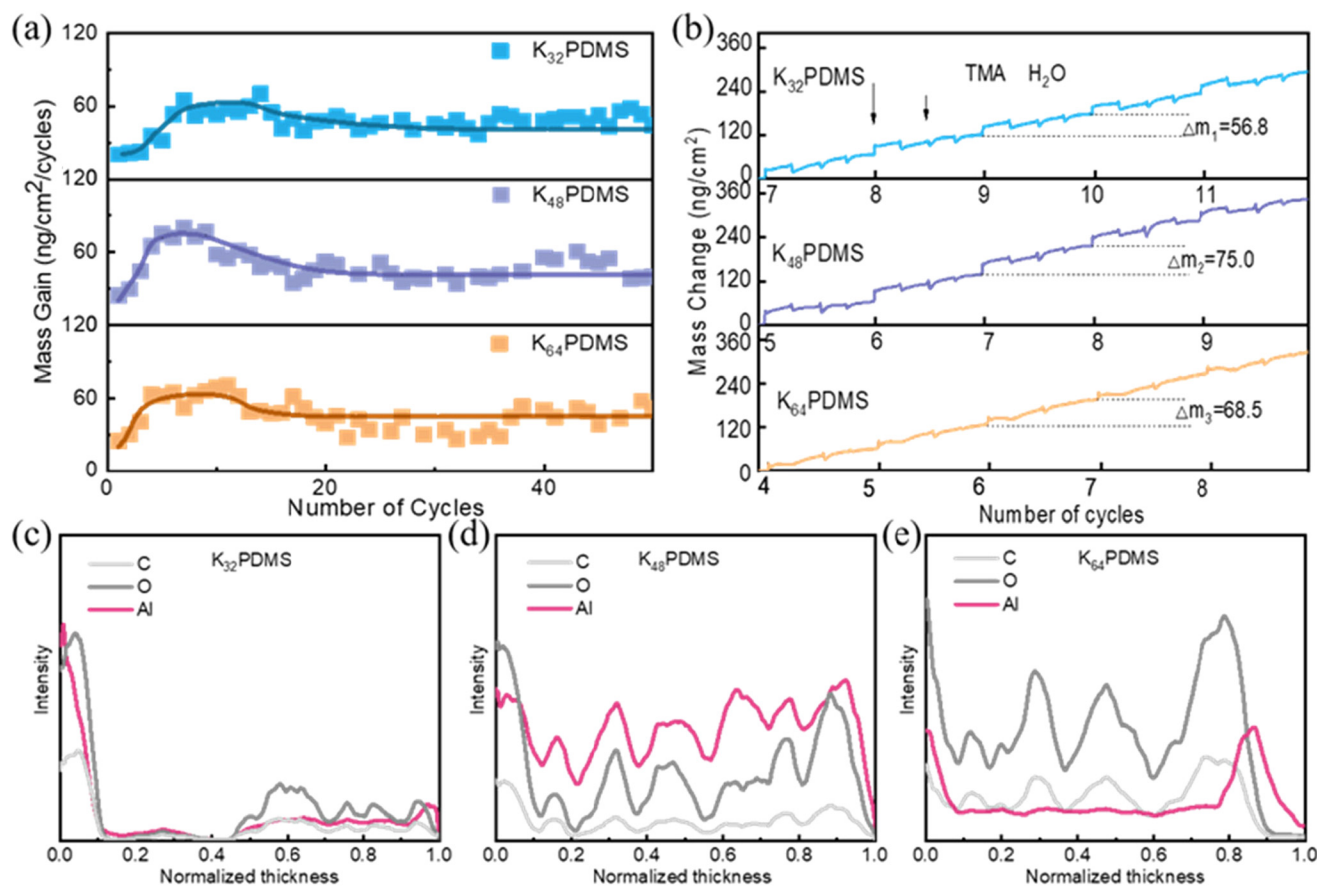 (a)
(b)
120
60
120
60
120
60
0
Mass Gain (ng/cm²/cycles)
K₃₂PDMS
K₄₈PDMS
K₆₄PDMS
0 20 40
Number of Cycles
360
240
120
0
360
240
120
0
360
240
120
0
Mass Change (ng/cm²)
K₃₂PDMS
TMA H₂O
△m₁=56.8
7 8 9 10 11
K₄₈PDMS
△m₂=75.0
5 6 7 8 9
K₆₄PDMS
△m₃=68.5
4 5 6 7 8
Number of cycles
(c)
K₃₂PDMS
C
O
Al
Intensity
0.0 0.2 0.4 0.6 0.8 1.0
Normalized thickness
(d)
K₄₈PDMS
C
O
Al
Intensity
0.0 0.2 0.4 0.6 0.8 1.0
Normalized thickness
(e)
K₆₄PDMS
C
O
Al
Intensity
0.0 0.2 0.4 0.6 0.8 1.0
Normalized thickness